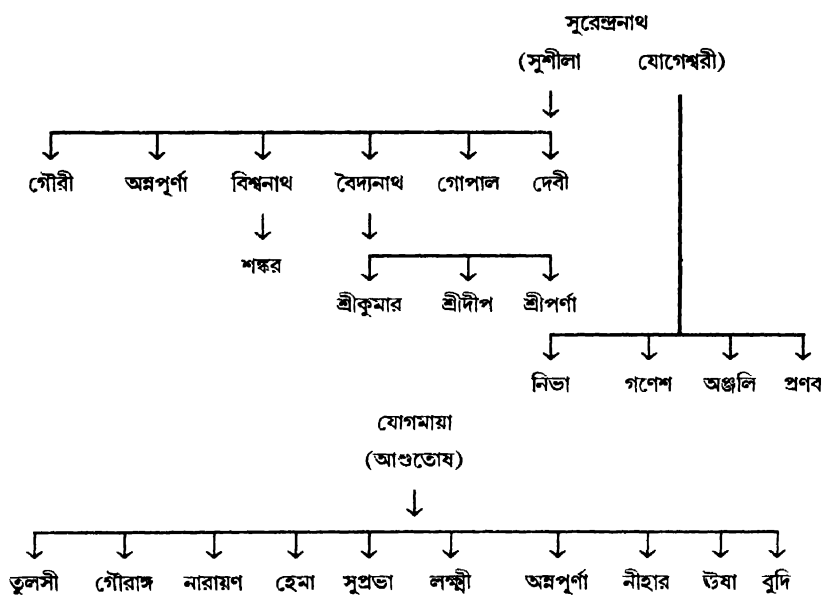 সুরেন্দ্রনাথ
(সুশীলা যোগেশ্বরী)
গৌরী অন্নপূর্ণা বিশ্বনাথ বৈদ্যনাথ গোপাল দেবী
শঙ্কর
শ্রীকুমার শ্রীদীপ শ্রীপর্ণা
নিভা গণেশ অঞ্জলি প্রণব
যোগমায়া
(আশুতোষ)
তুলসী গৌরাঙ্গ নারায়ণ হেমা সুপ্রভা লক্ষ্মী অন্নপূর্ণা নীহার ঊষা বুদি